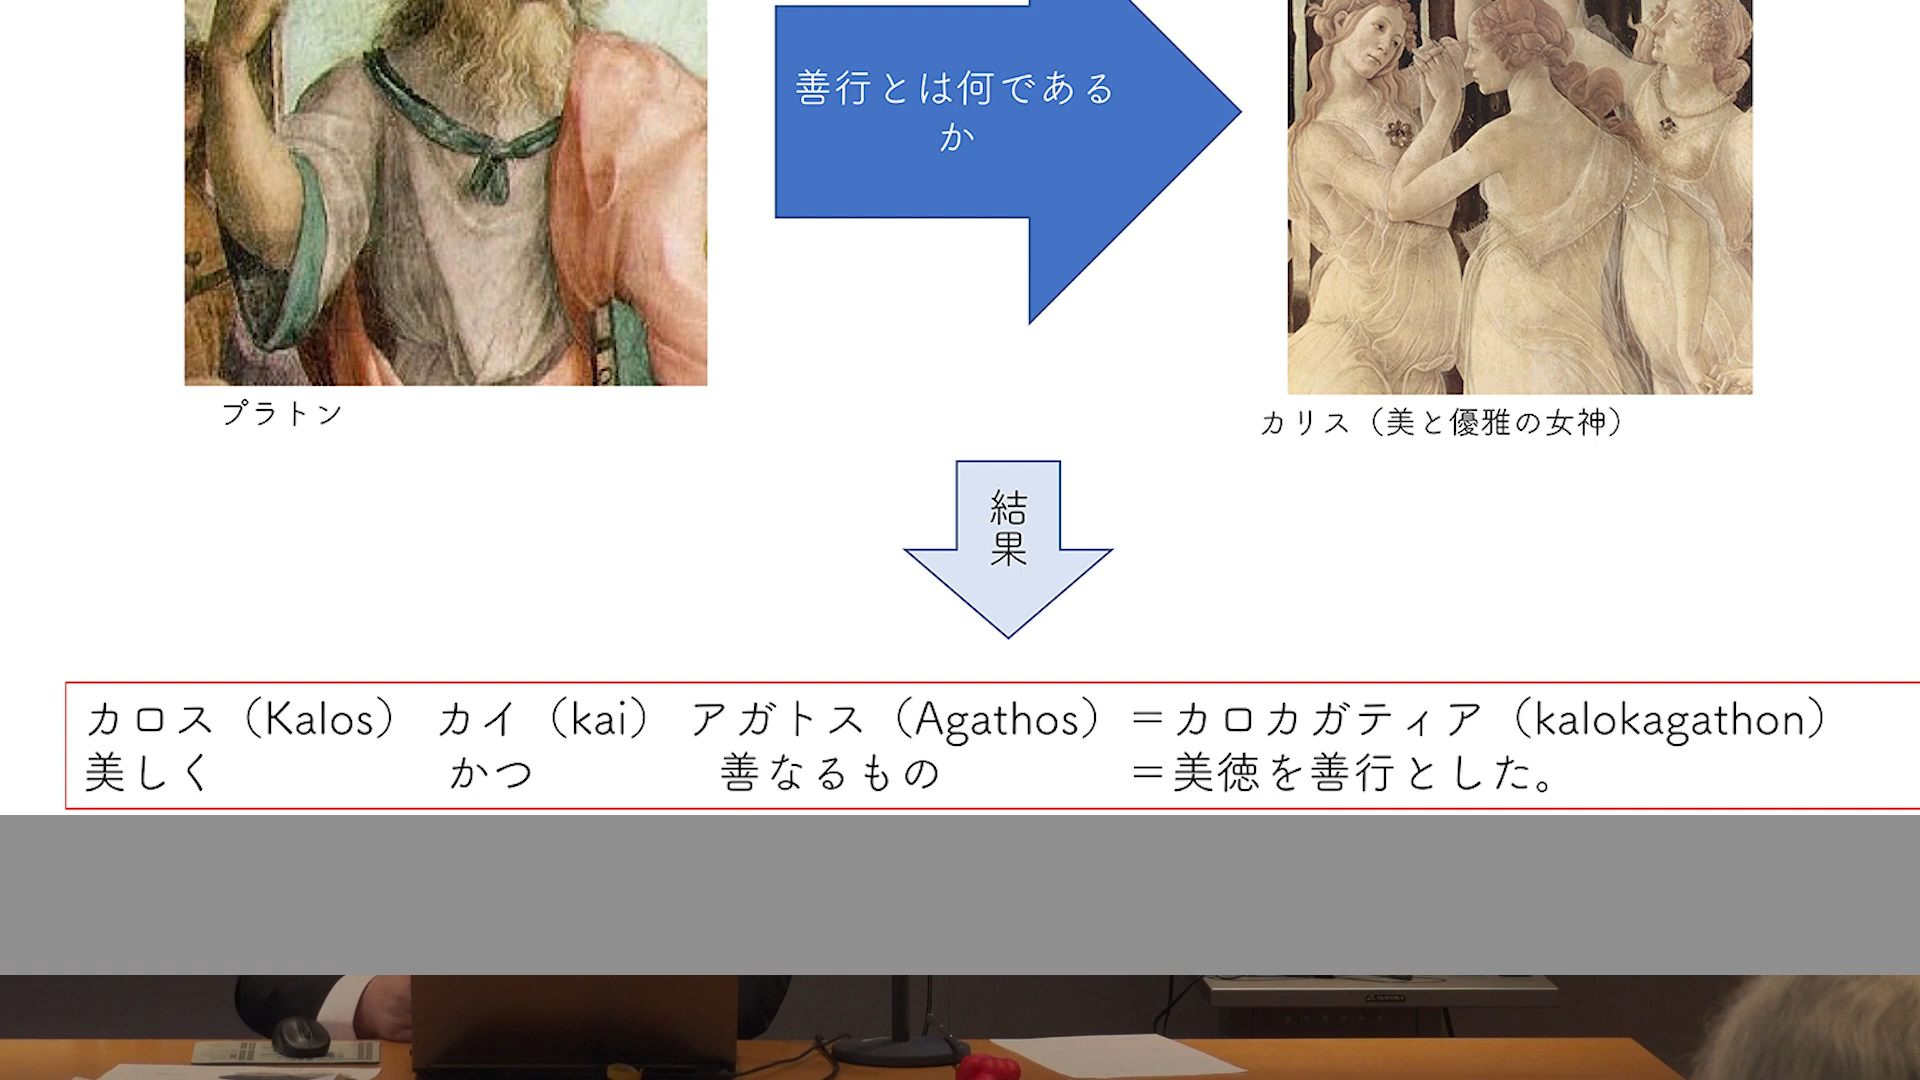 善行とは何である
か
プラトン
カリス（美と優雅の女神）
結
果
カロス（Kalos） カイ（kai） アガトス（Agathos）＝カロカガティア（kalokagathon）
美しく かつ 善なるもの ＝美徳を善行とした。